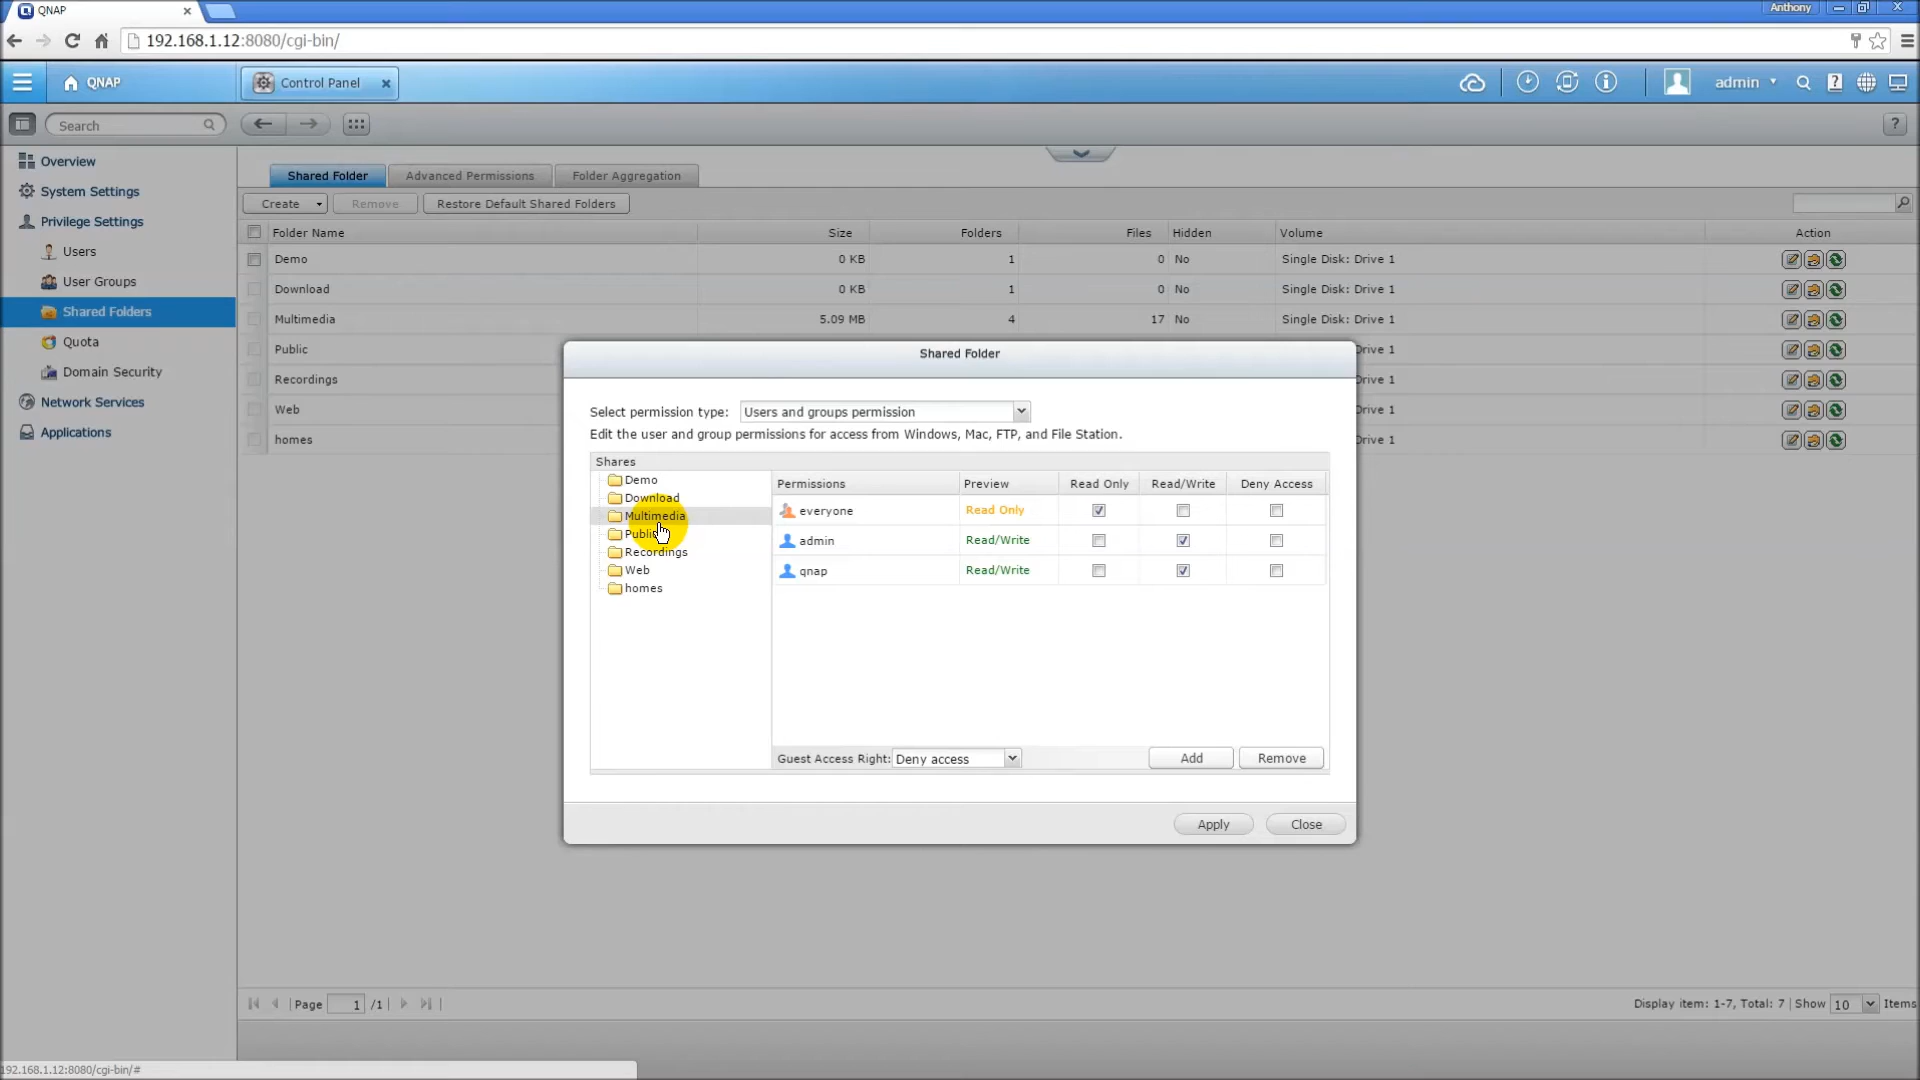 QNAP
Anthony
192.168.1.12:8080/cgi-bin/
QNAP
Control Panel
admin
Search
Overview
System Settings
Privilege Settings
Users
User Groups
Shared Folders
Quota
Domain Security
Network Services
Applications
Shared Folder Advanced Permissions Folder Aggregation
Create Remove Restore Default Shared Folders
Folder Name Size Folders Files Hidden Volume Action
Demo 0 KB 1 0 No Single Disk: Drive 1
Download 0 KB 1 0 No Single Disk: Drive 1
Multimedia 5.09 MB 4 17 No Single Disk: Drive 1
Public Drive 1
Recordings Drive 1
Web Drive 1
homes Drive 1
Shared Folder
Select permission type: Users and groups permission
Edit the user and group permissions for access from Windows, Mac, FTP, and File Station.
Shares
Demo
Download
Multimedia
Public
Recordings
Web
homes
Permissions Preview Read Only Read/Write Deny Access
everyone Read Only
admin Read/Write
qnap Read/Write
Guest Access Right: Deny access Add Remove
Apply Close
Page 1 /1
Display item: 1-7, Total: 7 | Show 10 Items
192.168.1.12:8080/cgi-bin/#